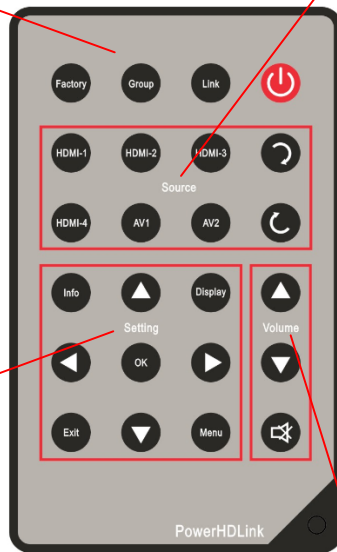 Factory Group Link
HDMI-1 HDMI-2 HDMI-3
Source
HDMI-4 AV1 AV2
Info Display
Setting Volume
OK
Exit Menu
PowerHDLink